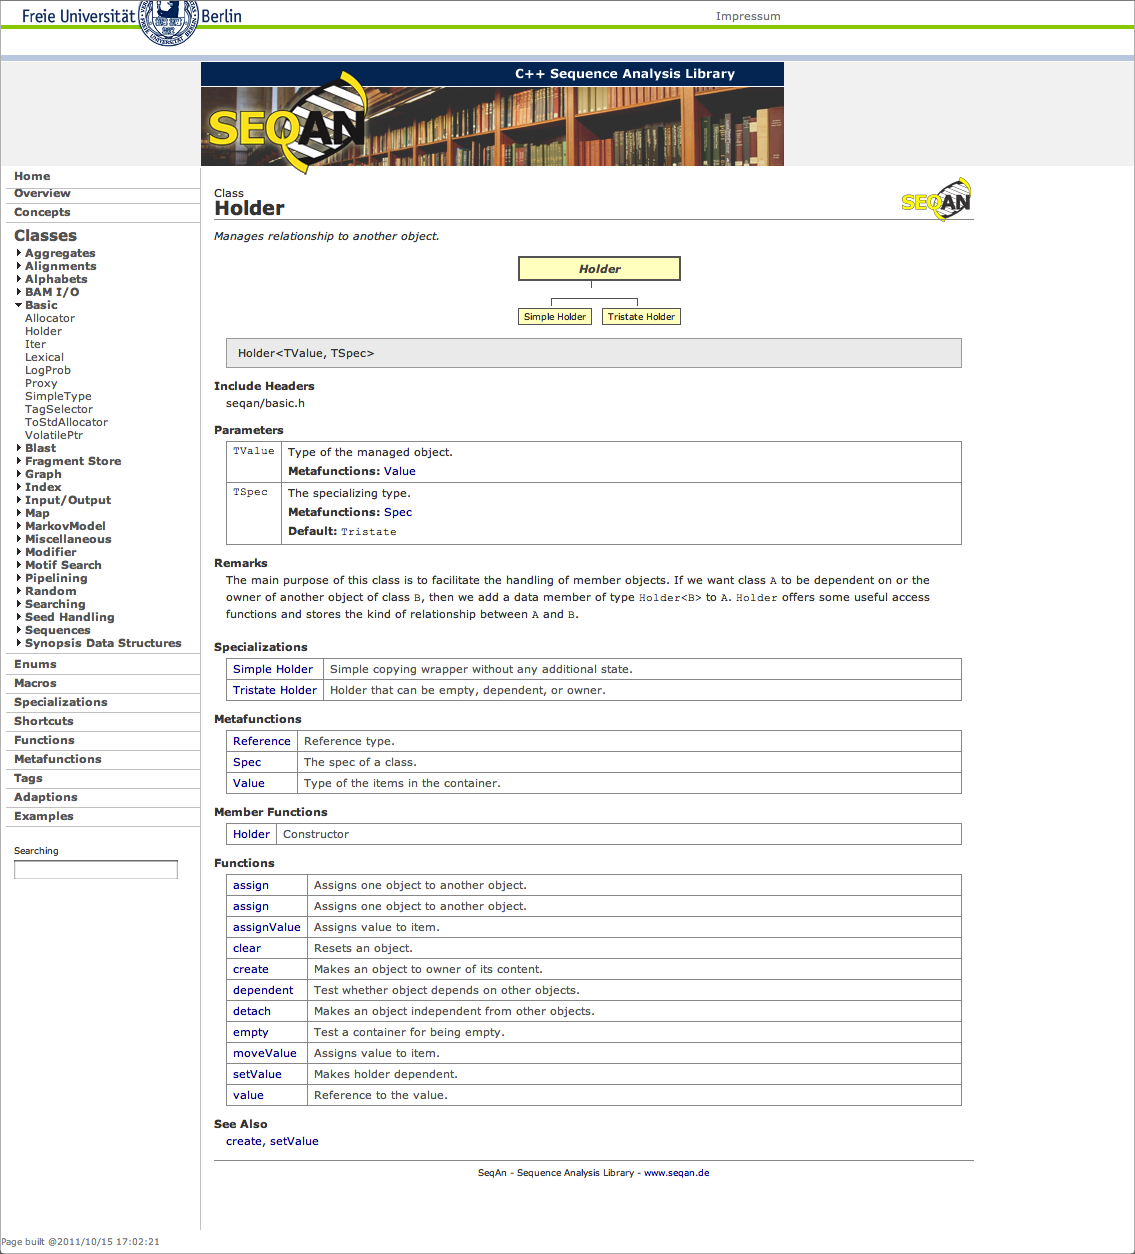 Freie Universität Berlin
Impressum
C++ Sequence Analysis Library
SEQAN
Home
Overview
Concepts
Classes
Aggregates
Alignments
Alphabets
BAM I/O
Basic
Allocator
Holder
Iter
Lexical
LogProb
Proxy
SimpleType
TagSelector
ToStdAllocator
VolatilePtr
Blast
Fragment Store
Graph
Index
Input/Output
Map
MarkovModel
Miscellaneous
Modifier
Motif Search
Pipelining
Random
Searching
Seed Handling
Sequences
Synopsis Data Structures
Enums
Macros
Specializations
Shortcuts
Functions
Metafunctions
Tags
Adaptions
Examples
Searching
Class
Holder
SEQAN
Manages relationship to another object.
Holder
Simple Holder Tristate Holder
Holder<TValue, TSpec>
Include Headers
seqan/basic.h
Parameters
TValue Type of the managed object.
Metafunctions: Value
TSpec The specializing type.
Metafunctions: Spec
Default: Tristate
Remarks
The main purpose of this class is to facilitate the handling of member objects. If we want class A to be dependent on or the
owner of another object of class B, then we add a data member of type Holder<B> to A. Holder offers some useful access
functions and stores the kind of relationship between A and B.
Specializations
Simple Holder Simple copying wrapper without any additional state.
Tristate Holder Holder that can be empty, dependent, or owner.
Metafunctions
Reference Reference type.
Spec The spec of a class.
Value Type of the items in the container.
Member Functions
Holder Constructor
Functions
assign Assigns one object to another object.
assign Assigns one object to another object.
assignValue Assigns value to item.
clear Resets an object.
create Makes an object to owner of its content.
dependent Test whether object depends on other objects.
detach Makes an object independent from other objects.
empty Test a container for being empty.
moveValue Assigns value to item.
setValue Makes holder dependent.
value Reference to the value.
See Also
create, setValue
SeqAn - Sequence Analysis Library - www.seqan.de
Page built @2011/10/15 17:02:21